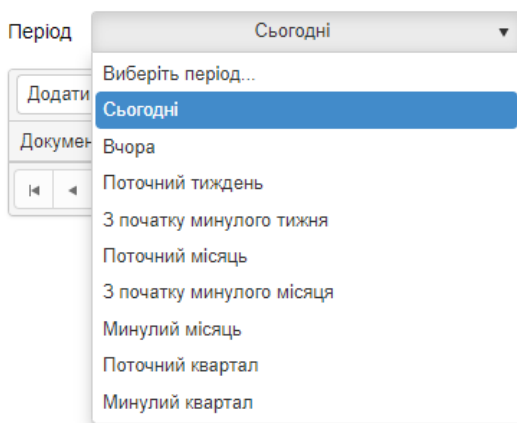 Період Сьогодні
Виберіть період...
Додати
Сьогодні
Вчора
Поточний тиждень
З початку минулого тижня
Поточний місяць
З початку минулого місяця
Минулий місяць
Поточний квартал
Минулий квартал